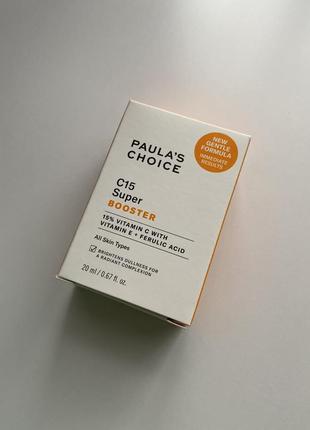 NEW
GENTLE
FORMULA
IMMEDIATE
RESULTS
PAULA'S
CHOICE
C15
Super
BOOSTER
15% VITAMIN C WITH
VITAMIN E + FERULIC ACID
All Skin Types
BRIGHTENS DULLNESS FOR
A RADIANT COMPLEXION
20 ml / 0.67 fl. oz.